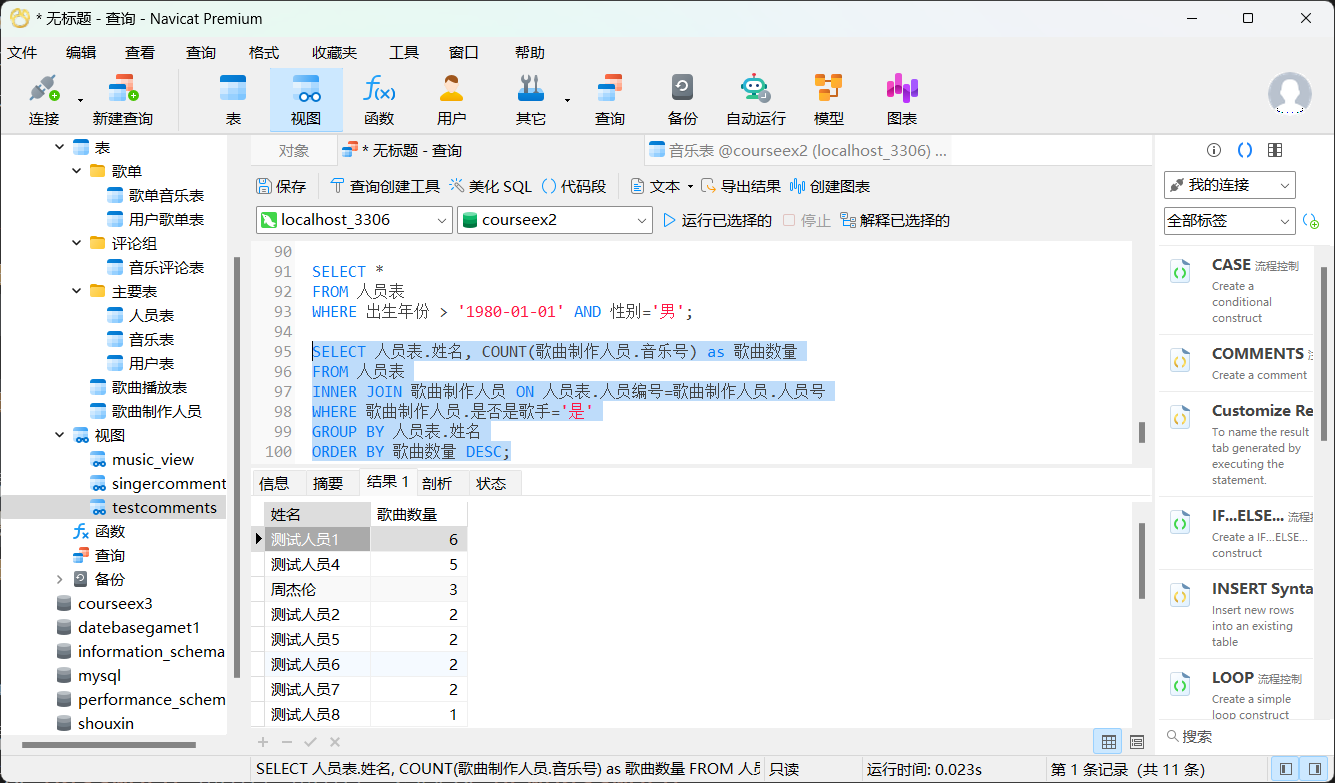 * 无标题 - 查询 - Navicat Premium
文件 编辑 查看 查询 格式 收藏夹 工具 窗口 帮助
连接 新建查询 表 视图 函数 用户 其它 查询 备份 自动运行 模型 图表
表
歌单
歌单音乐表
用户歌单表
评论组
音乐评论表
主要表
人员表
音乐表
用户表
歌曲播放表
歌曲制作人员
视图
music_view
singercomment
testcomments
函数
查询
备份
courseex3
datebasegamet1
information_schema
mysql
performance_schem
shouxin
对象 * 无标题 - 查询 音乐表 @courseex2 (localhost_3306) ...
保存 查询创建工具 美化 SQL () 代码段 文本 导出结果 创建图表
localhost_3306 courseex2 运行已选择的 停止 解释已选择的
90
91 SELECT *
92 FROM 人员表
93 WHERE 出生年份 > '1980-01-01' AND 性别='男';
94
95 SELECT 人员表.姓名, COUNT(歌曲制作人员.音乐号) as 歌曲数量
96 FROM 人员表
97 INNER JOIN 歌曲制作人员 ON 人员表.人员编号=歌曲制作人员.人员号
98 WHERE 歌曲制作人员.是否是歌手='是'
99 GROUP BY 人员表.姓名
100 ORDER BY 歌曲数量 DESC;
信息 摘要 结果 1 剖析 状态
姓名 歌曲数量
测试人员1 6
测试人员4 5
周杰伦 3
测试人员2 2
测试人员5 2
测试人员6 2
测试人员7 2
测试人员8 1
SELECT 人员表.姓名, COUNT(歌曲制作人员.音乐号) as 歌曲数量 FROM 人员 只读 运行时间: 0.023s 第 1 条记录 (共 11 条)
我的连接
全部标签
CASE 流程控制
Create a
conditional
construct
COMMENTS
Create a comment
Customize Re
To name the result
tab generated by
executing the
statement.
IF...ELSE... 流程控
Create a IF...ELSE...
construct
INSERT Synta
Insert new rows
into an existing
table
LOOP 流程控制
Create a simple
loop construct
搜索